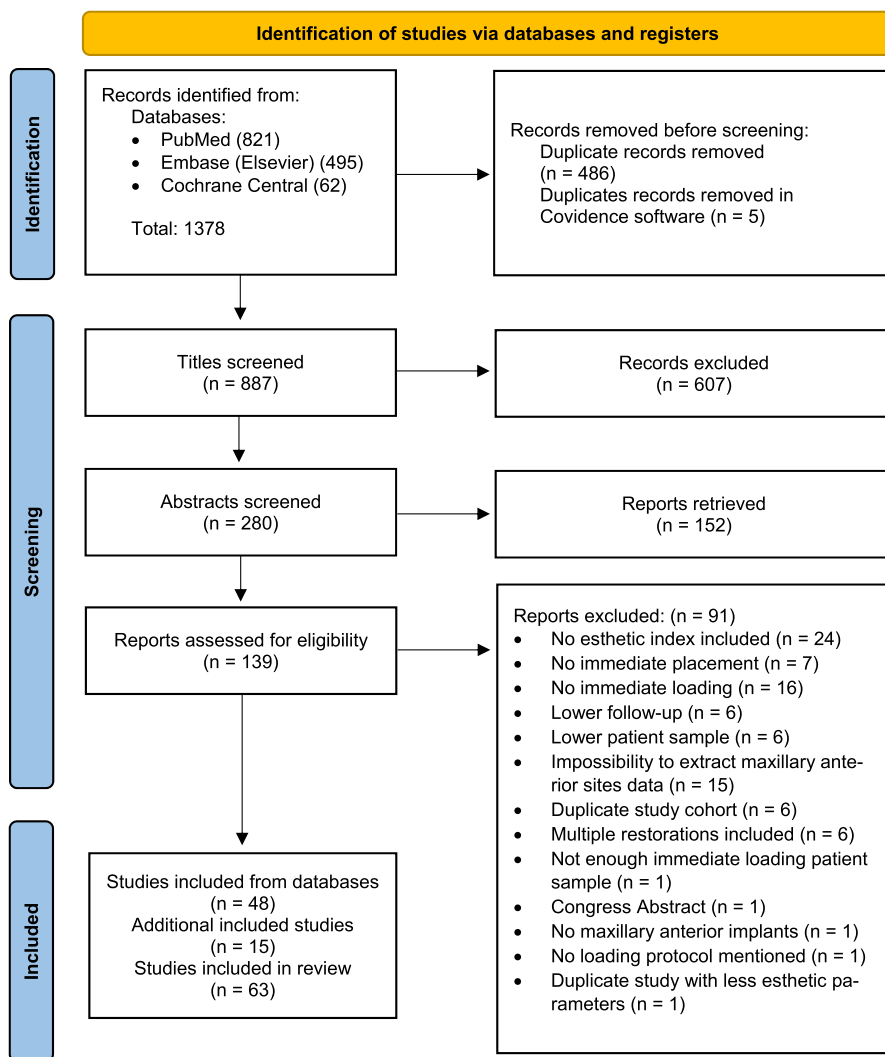 Identification of studies via databases and registers
Identification
Records identified from:
Databases:
• PubMed (821)
• Embase (Elsevier) (495)
• Cochrane Central (62)
Total: 1378
Records removed before screening:
Duplicate records removed
(n = 486)
Duplicates records removed in
Covidence software (n = 5)
Screening
Titles screened
(n = 887)
Records excluded
(n = 607)
Abstracts screened
(n = 280)
Reports retrieved
(n = 152)
Reports assessed for eligibility
(n = 139)
Reports excluded: (n = 91)
• No esthetic index included (n = 24)
• No immediate placement (n = 7)
• No immediate loading (n = 16)
• Lower follow-up (n = 6)
• Lower patient sample (n = 6)
• Impossibility to extract maxillary ante-
rior sites data (n = 15)
• Duplicate study cohort (n = 6)
• Multiple restorations included (n = 6)
• Not enough immediate loading patient
sample (n = 1)
• Congress Abstract (n = 1)
• No maxillary anterior implants (n = 1)
• No loading protocol mentioned (n = 1)
• Duplicate study with less esthetic pa-
rameters (n = 1)
Included
Studies included from databases
(n = 48)
Additional included studies
(n = 15)
Studies included in review
(n = 63)